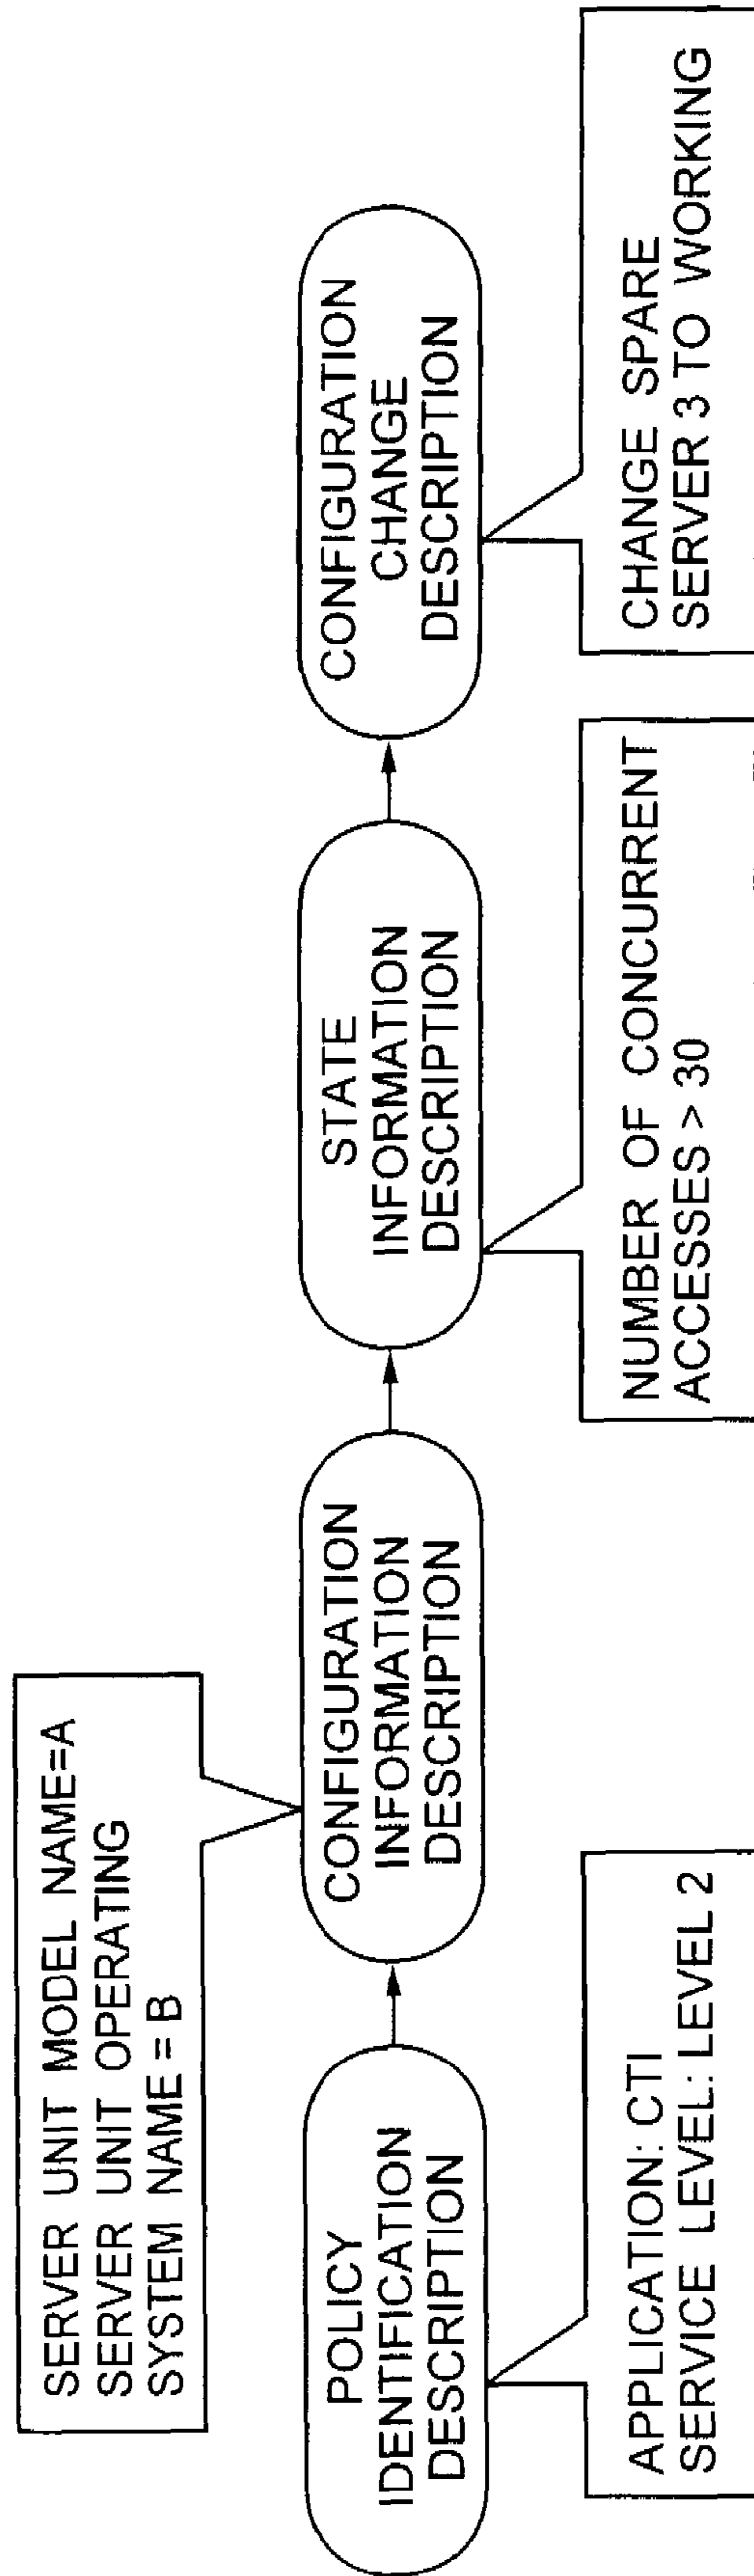 SERVER UNIT MODEL NAME=A
SERVER UNIT OPERATING
SYSTEM NAME = B
POLICY
IDENTIFICATION
DESCRIPTION
CONFIGURATION
INFORMATION
DESCRIPTION
STATE
INFORMATION
DESCRIPTION
CONFIGURATION
CHANGE
DESCRIPTION
APPLICATION: CTI
SERVICE LEVEL: LEVEL 2
NUMBER OF CONCURRENT
ACCESSES > 30
CHANGE SPARE
SERVER 3 TO WORKING